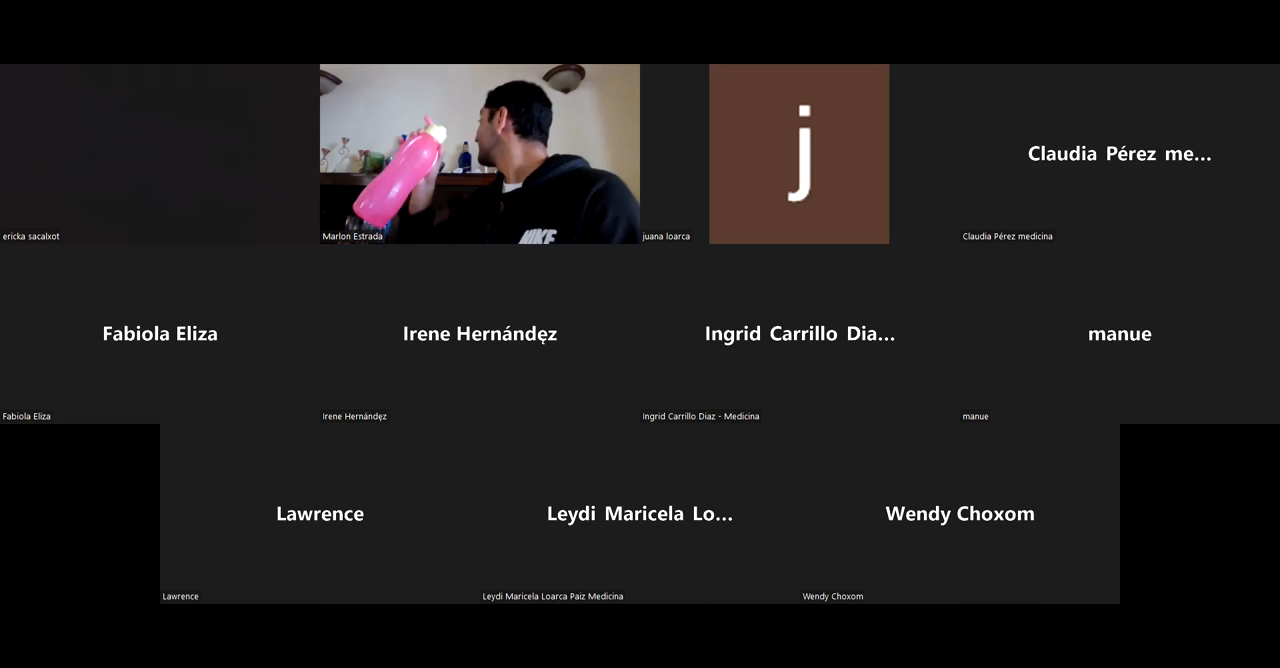 ericka sacalxot
NIKE
Marlon Estrada
j
juana loarca
Claudia Pérez me...
Claudia Pérez medicina
Fabiola Eliza
Fabiola Eliza
Irene Hernández
Irene Hernández
Ingrid Carrillo Dia...
Ingrid Carrillo Diaz - Medicina
manue
manue
Lawrence
Lawrence
Leydi Maricela Lo...
Leydi Maricela Loarca Paiz Medicina
Wendy Choxom
Wendy Choxom